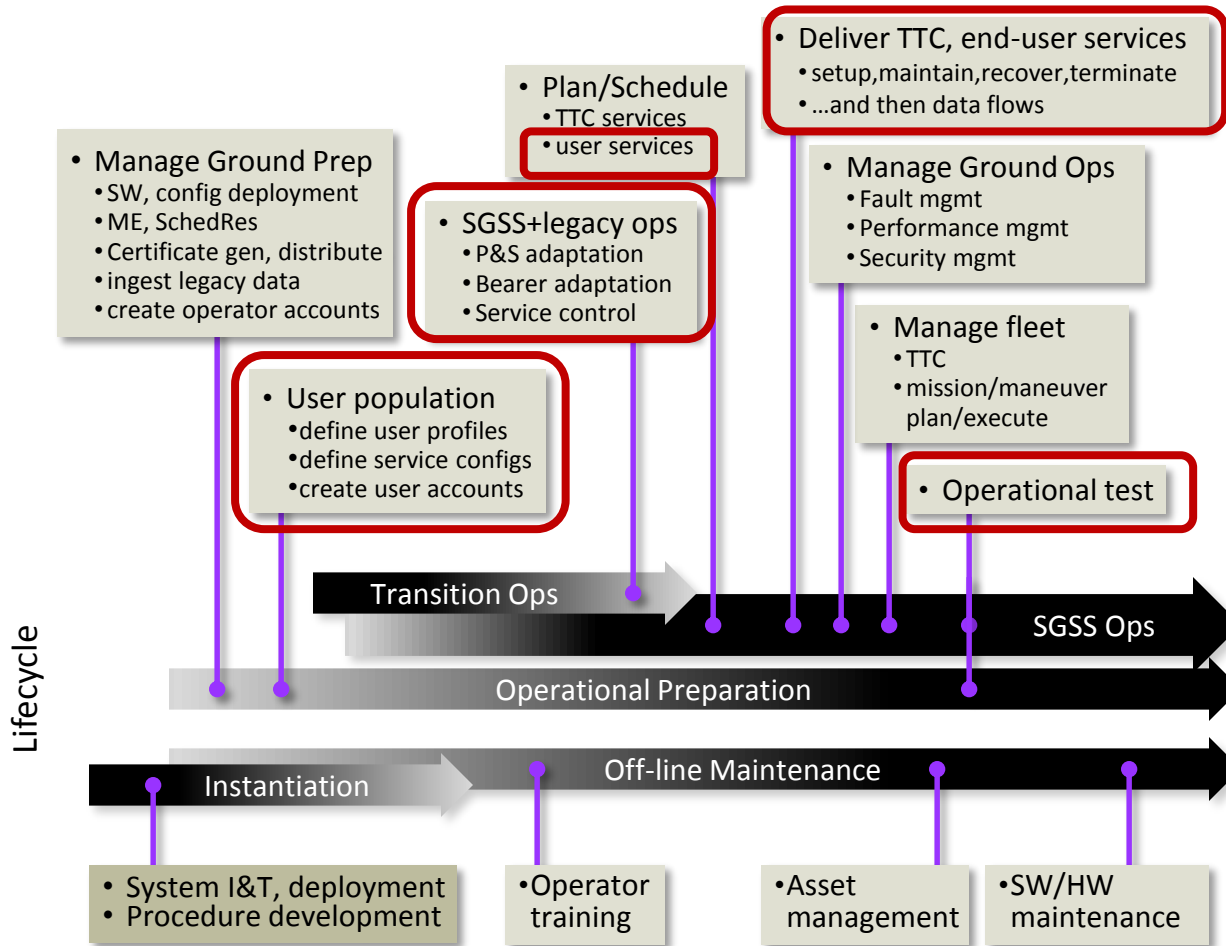 • Deliver TTC, end-user services
• setup,maintain,recover,terminate
• ...and then data flows
• Plan/Schedule
• TTC services
• user services
• Manage Ground Prep
• SW, config deployment
• ME, SchedRes
• Certificate gen, distribute
• ingest legacy data
• create operator accounts
• SGSS+legacy ops
• P&S adaptation
• Bearer adaptation
• Service control
• Manage Ground Ops
• Fault mgmt
• Performance mgmt
• Security mgmt
• Manage fleet
• TTC
• mission/maneuver
plan/execute
• User population
• define user profiles
• define service configs
• create user accounts
• Operational test
Lifecycle
Transition Ops
SGSS Ops
Operational Preparation
Off-line Maintenance
Instantiation
• System I&T, deployment
• Procedure development
• Operator
training
• Asset
management
• SW/HW
maintenance